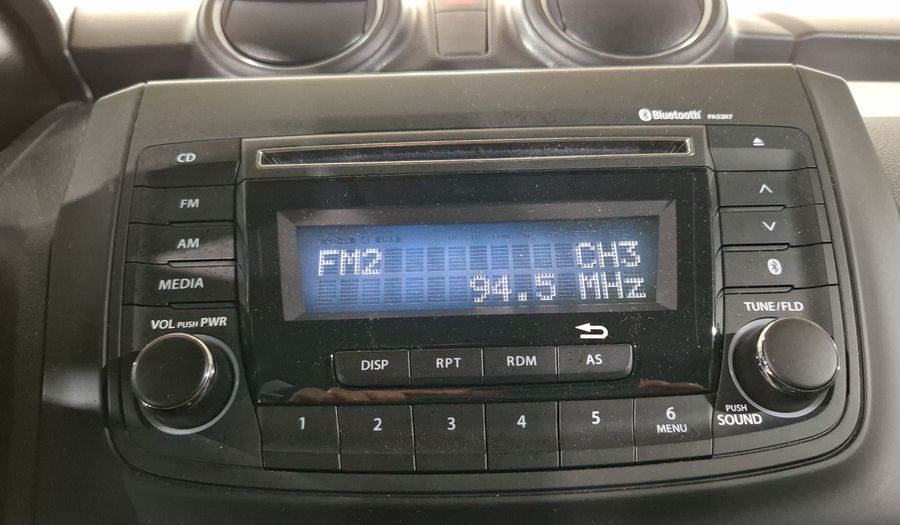 Bluetooth PA52R7
CD
FM
AM
MEDIA
VOL PUSH PWR
FM2 CH3
94.5 MHz
TUNE/FLD
DISP RPT RDM AS
1 2 3 4 5 6
MENU
PUSH
SOUND